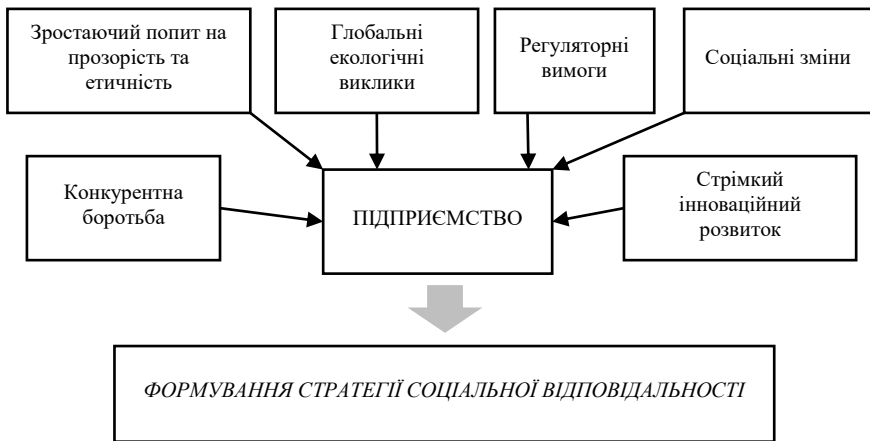 Зростаючий попит на
прозорість та
етичність
Глобальні
екологічні
виклики
Регуляторні
вимоги
Соціальні зміни
Конкурентна
боротьба
ПІДПРИЄМСТВО
Стрімкий
інноваційний
розвиток
ФОРМУВАННЯ СТРАТЕГІЇ СОЦІАЛЬНОЇ ВІДПОВІДАЛЬНОСТІ